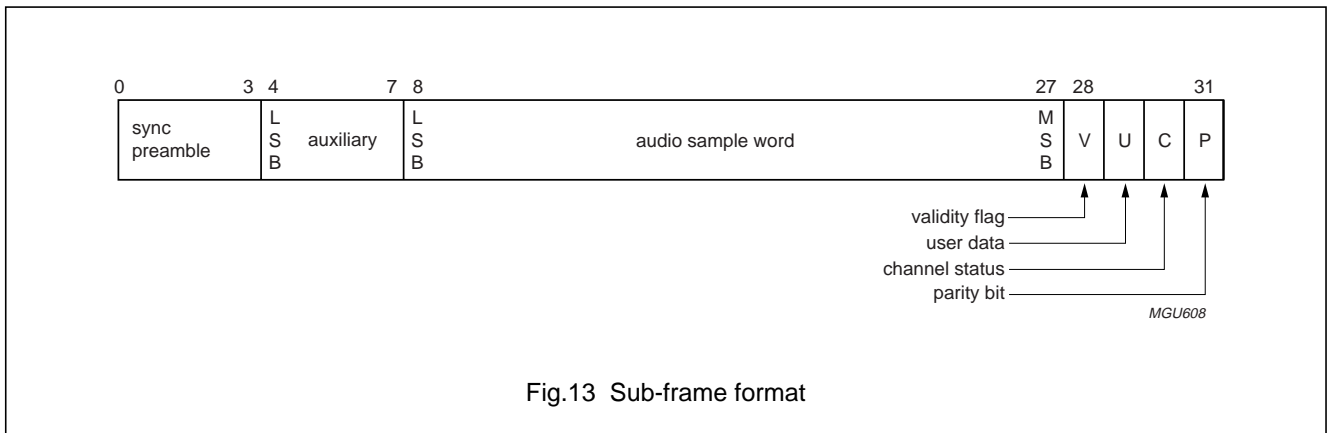 0 3 4 7 8 27 28 31
sync
preamble
L
S
B
auxiliary
L
S
B
audio sample word
M
S
B
V U C P
validity flag
user data
channel status
parity bit
MGU608
Fig.13 Sub-frame format